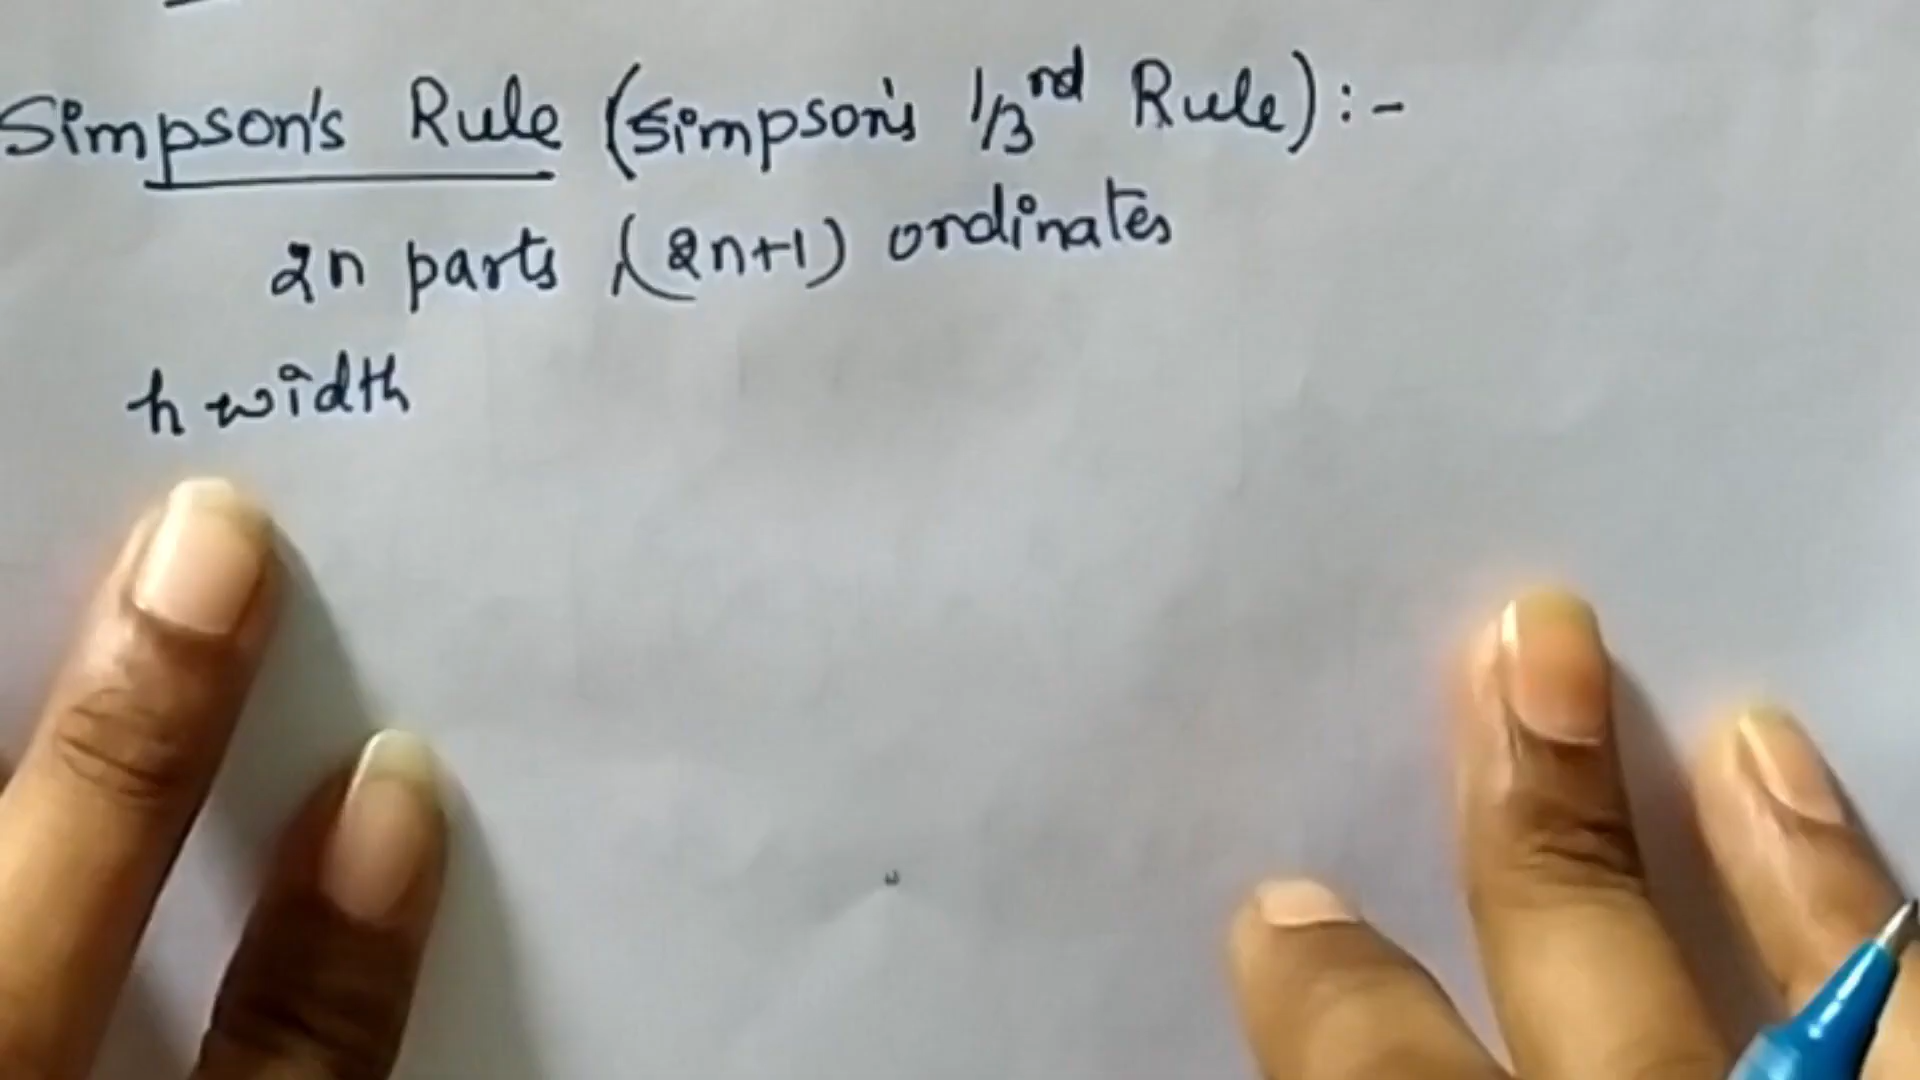 Simpson's Rule (Simpson's 1/3rd Rule) :-
2n parts, (2n+1) ordinates
h width